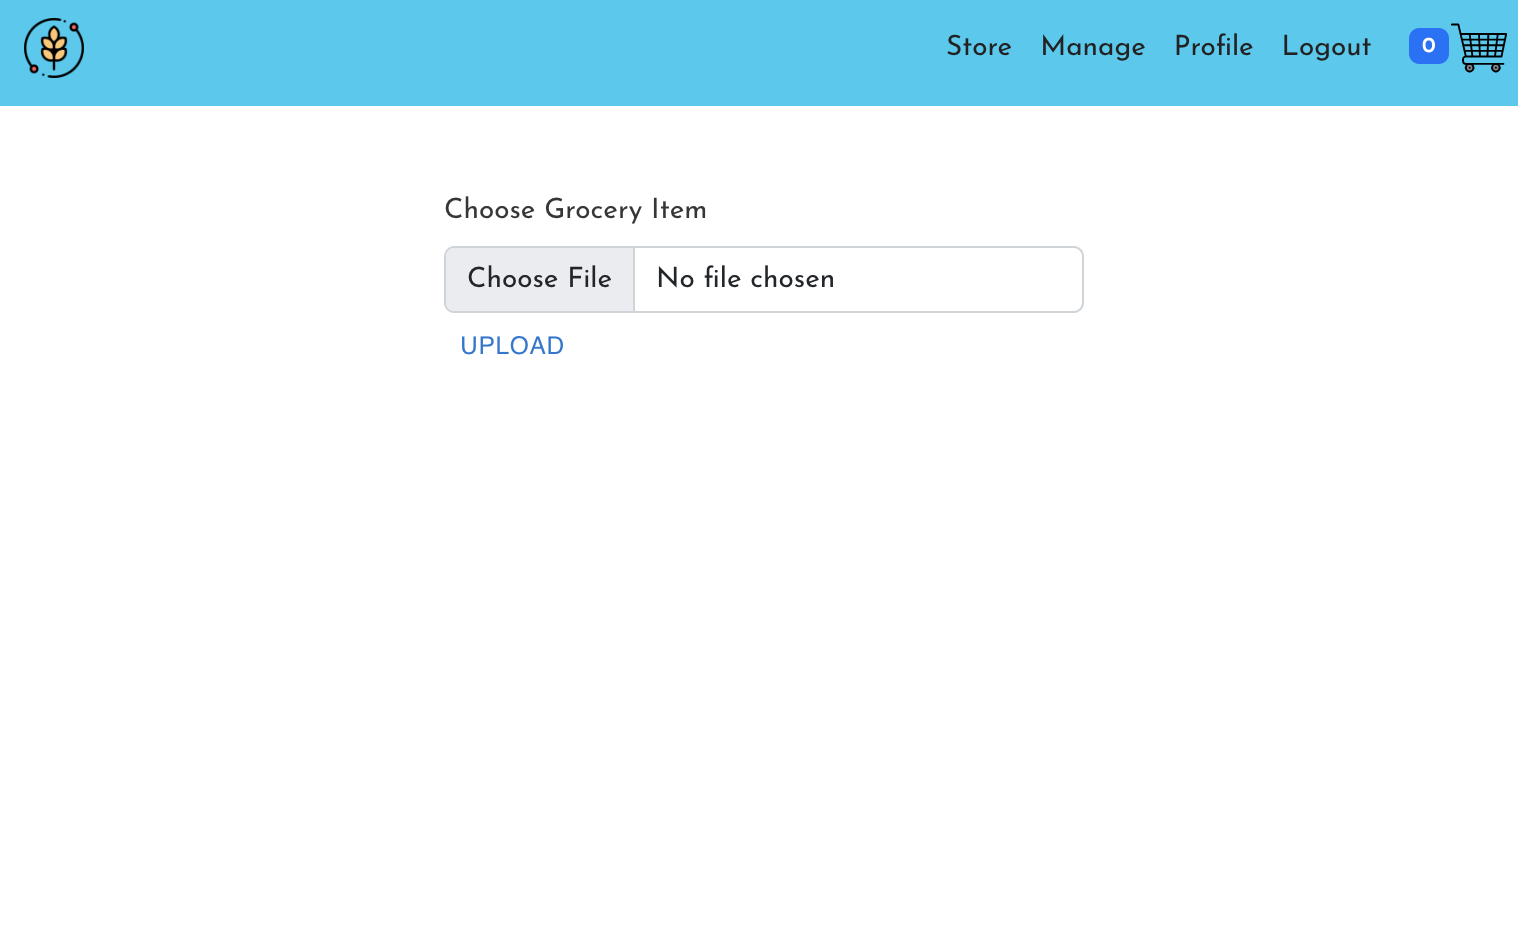 Store Manage Profile Logout 0
Choose Grocery Item
Choose File No file chosen
UPLOAD